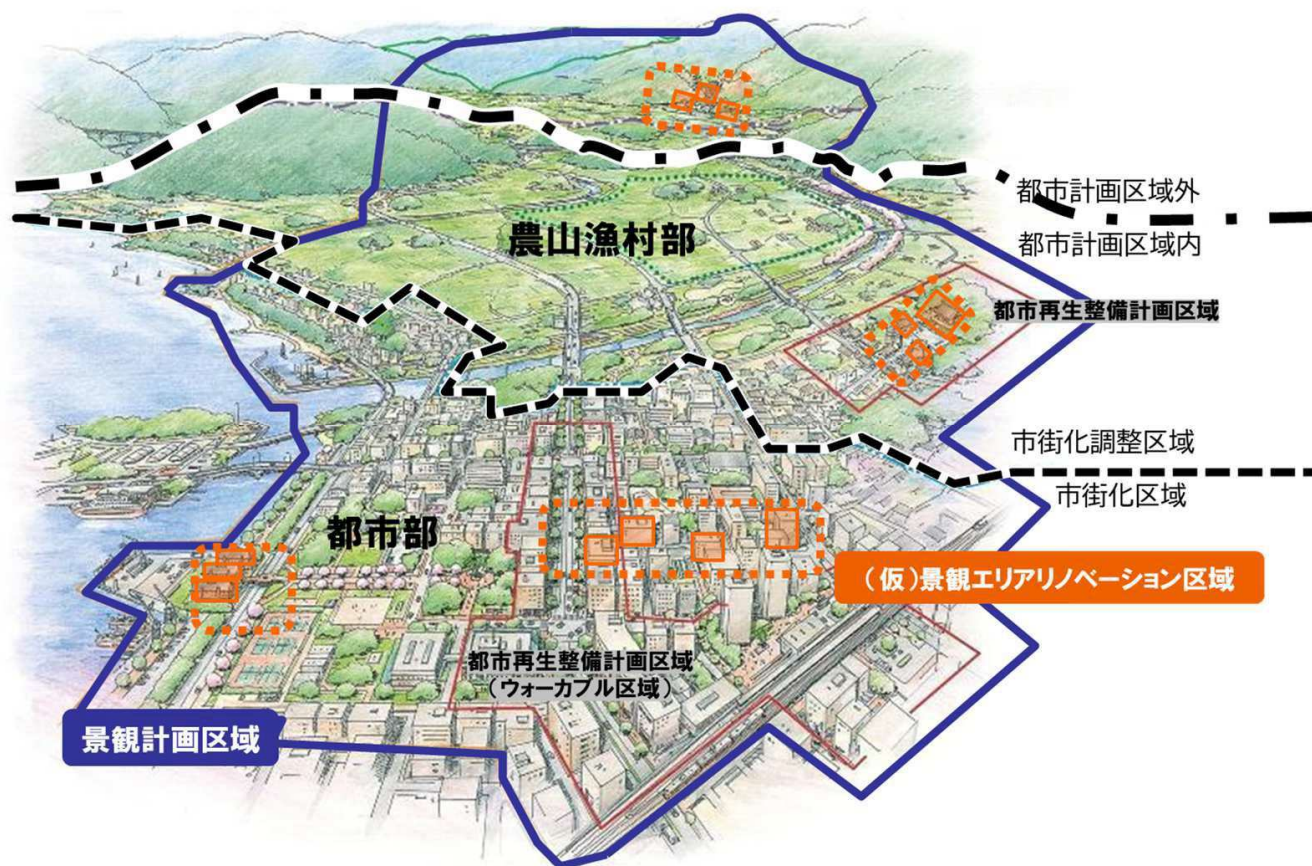 都市計画区域外
都市計画区域内
農山漁村部
都市再生整備計画区域
市街化調整区域
市街化区域
都市部
（仮）景観エリアリノベーション区域
都市再生整備計画区域
（ウォーカブル区域）
景観計画区域